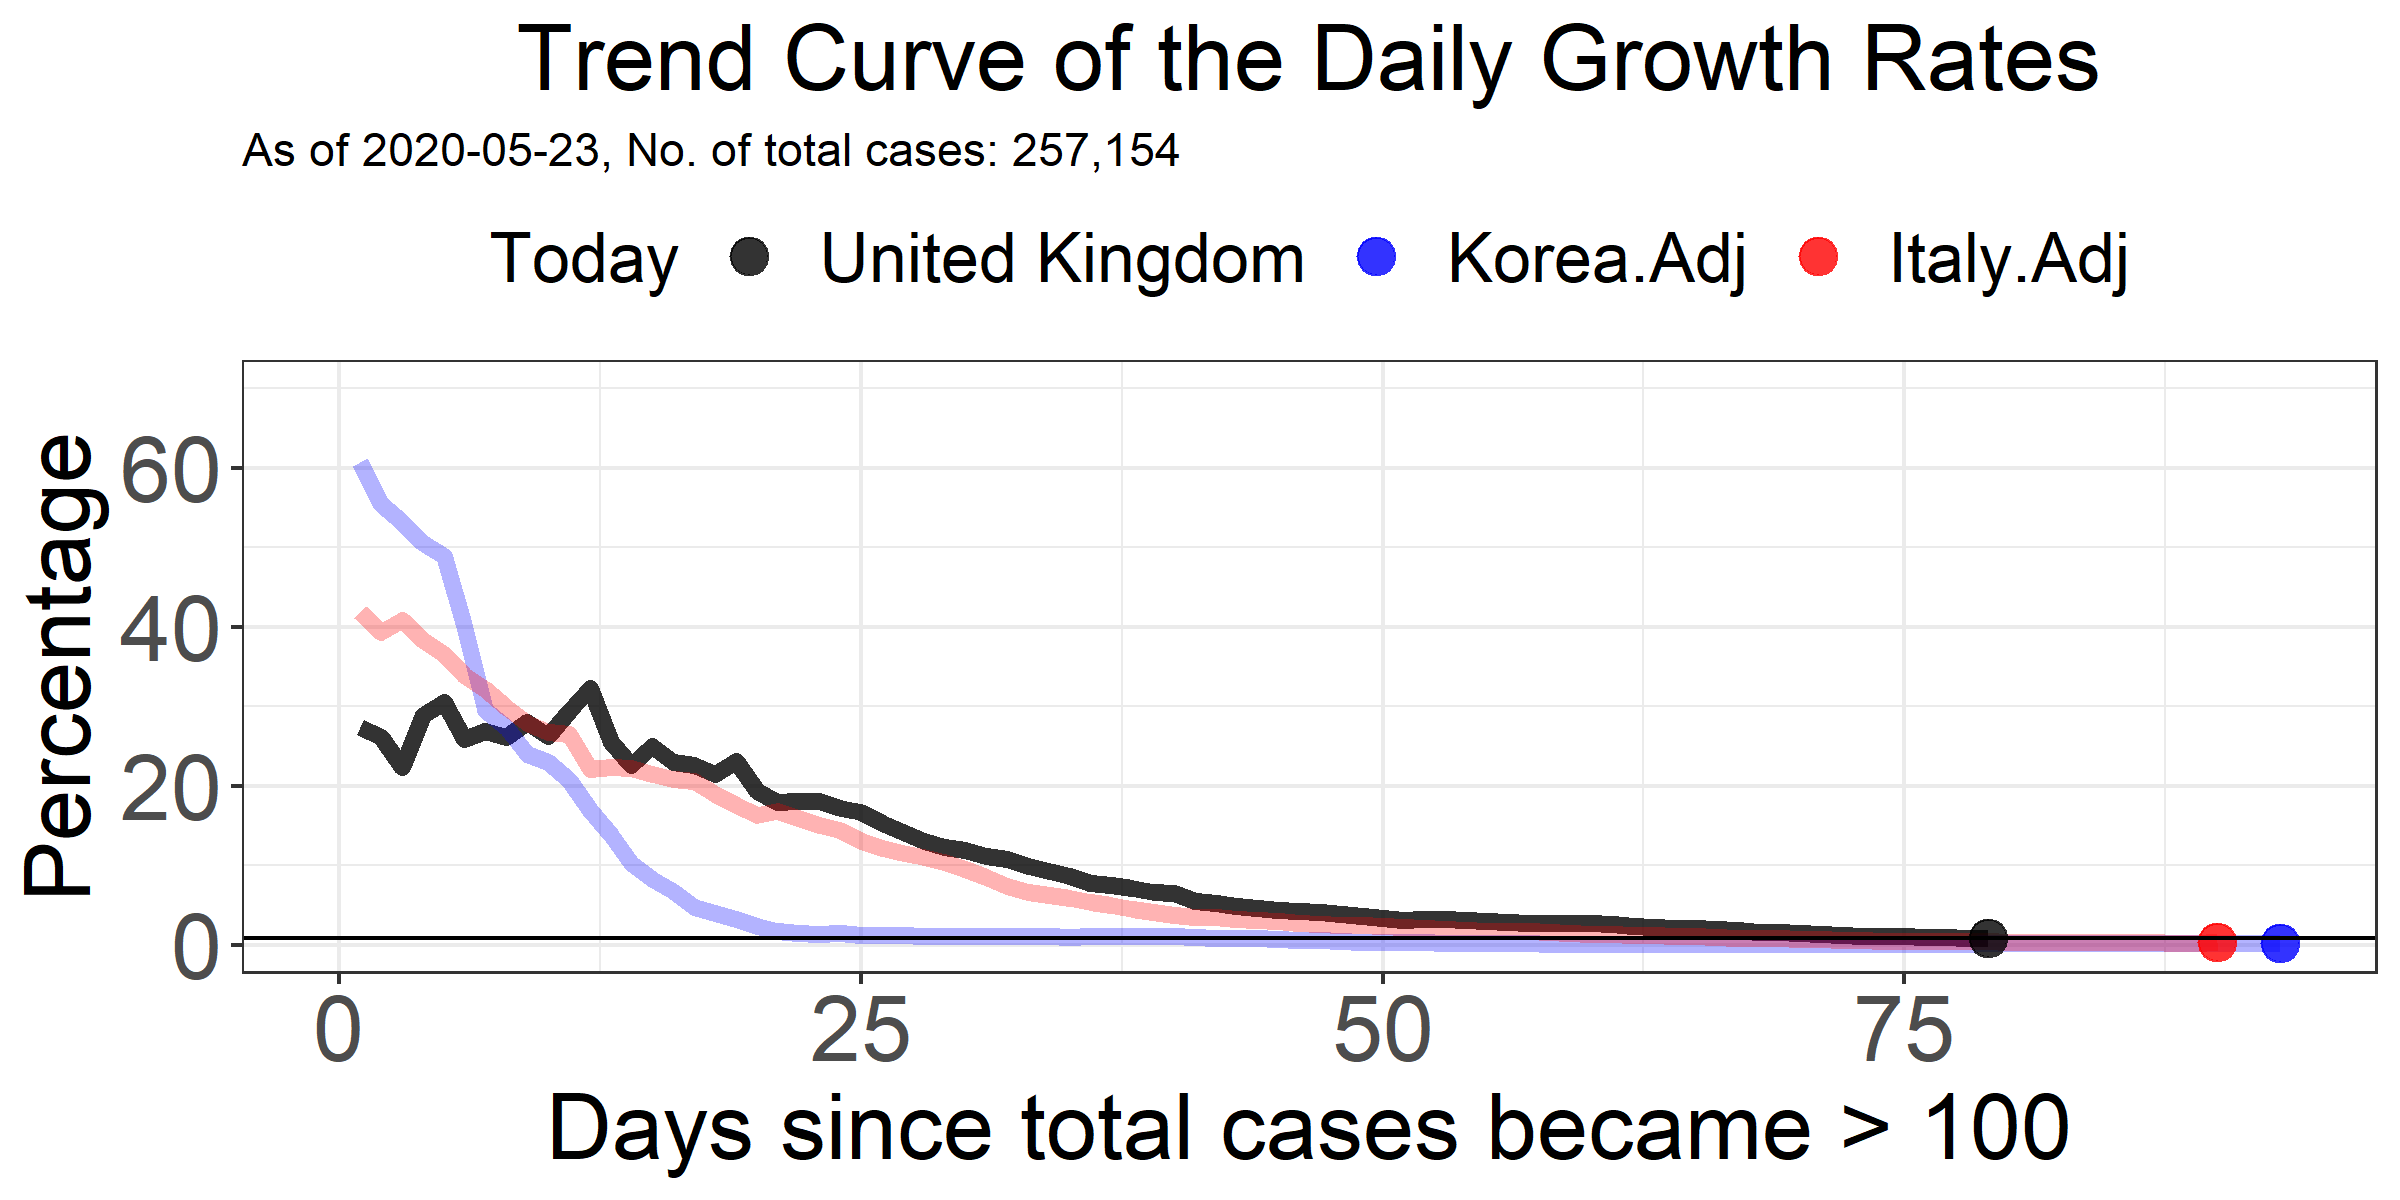 Trend Curve of the Daily Growth Rates
As of 2020-05-23, No. of total cases: 257,154
Today United Kingdom Korea.Adj Italy.Adj
Percentage
60
40
20
0
0 25 50 75
Days since total cases became > 100